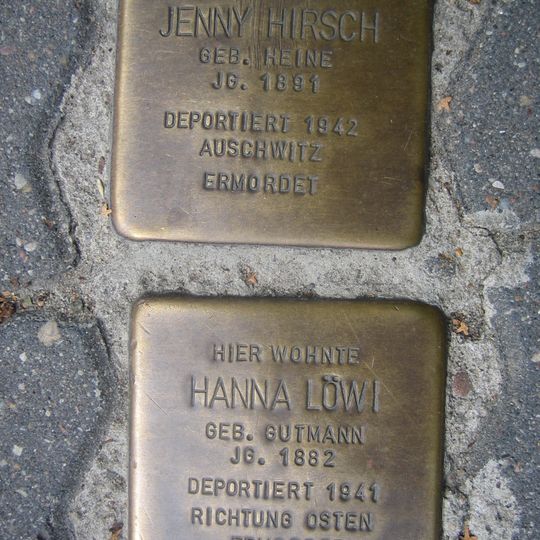 JENNY HIRSCH
GEB. HEINE
JG. 1891
DEPORTIERT 1942
AUSCHWITZ
ERMORDET
HIER WOHNTE
HANNA LÖWI
GEB. GUTMANN
JG. 1882
DEPORTIERT 1941
RICHTUNG OSTEN